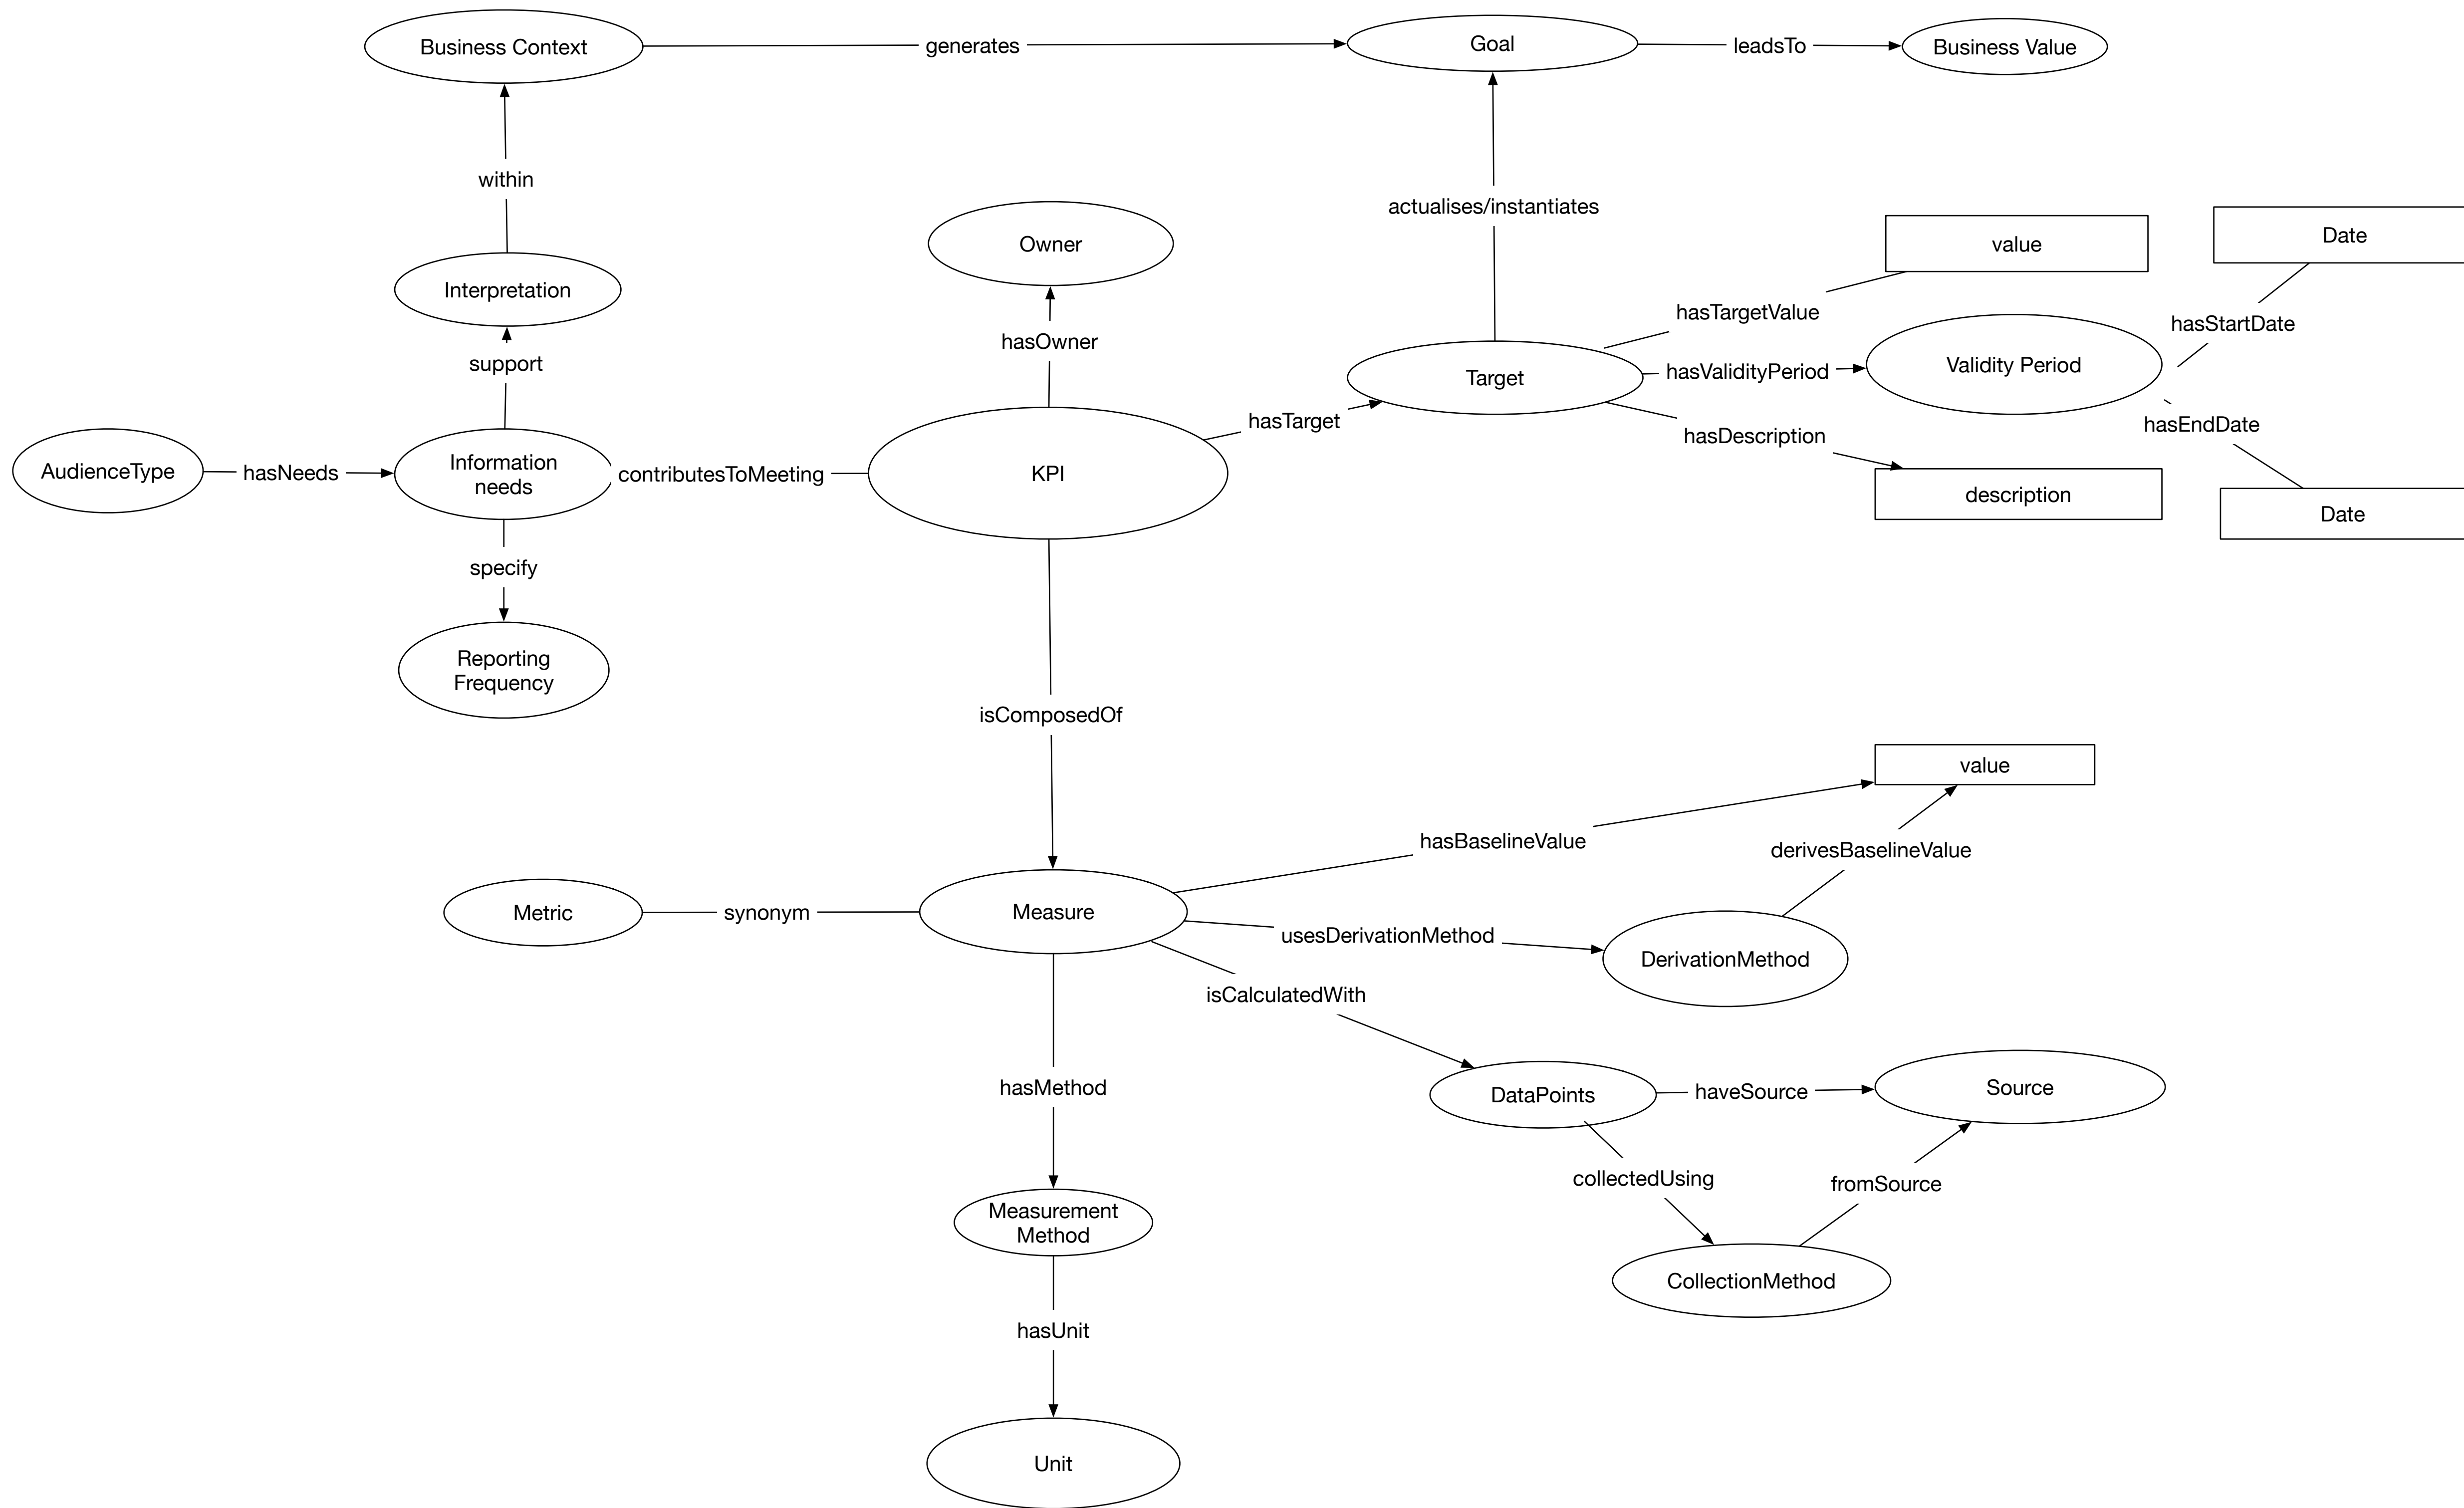 Business Context
generates
Goal
leadsTo
Business Value
within
actualises/instantiates
Owner
value
Date
Interpretation
hasTargetValue
hasStartDate
support
hasOwner
Target
hasValidityPeriod
Validity Period
hasTarget
hasDescription
hasEndDate
AudienceType
hasNeeds
Information
needs
contributesToMeeting
KPI
description
Date
specify
Reporting
Frequency
isComposedOf
value
hasBaselineValue
derivesBaselineValue
Metric
synonym
Measure
usesDerivationMethod
DerivationMethod
isCalculatedWith
hasMethod
DataPoints
haveSource
Source
collectedUsing
fromSource
Measurement
Method
CollectionMethod
hasUnit
Unit